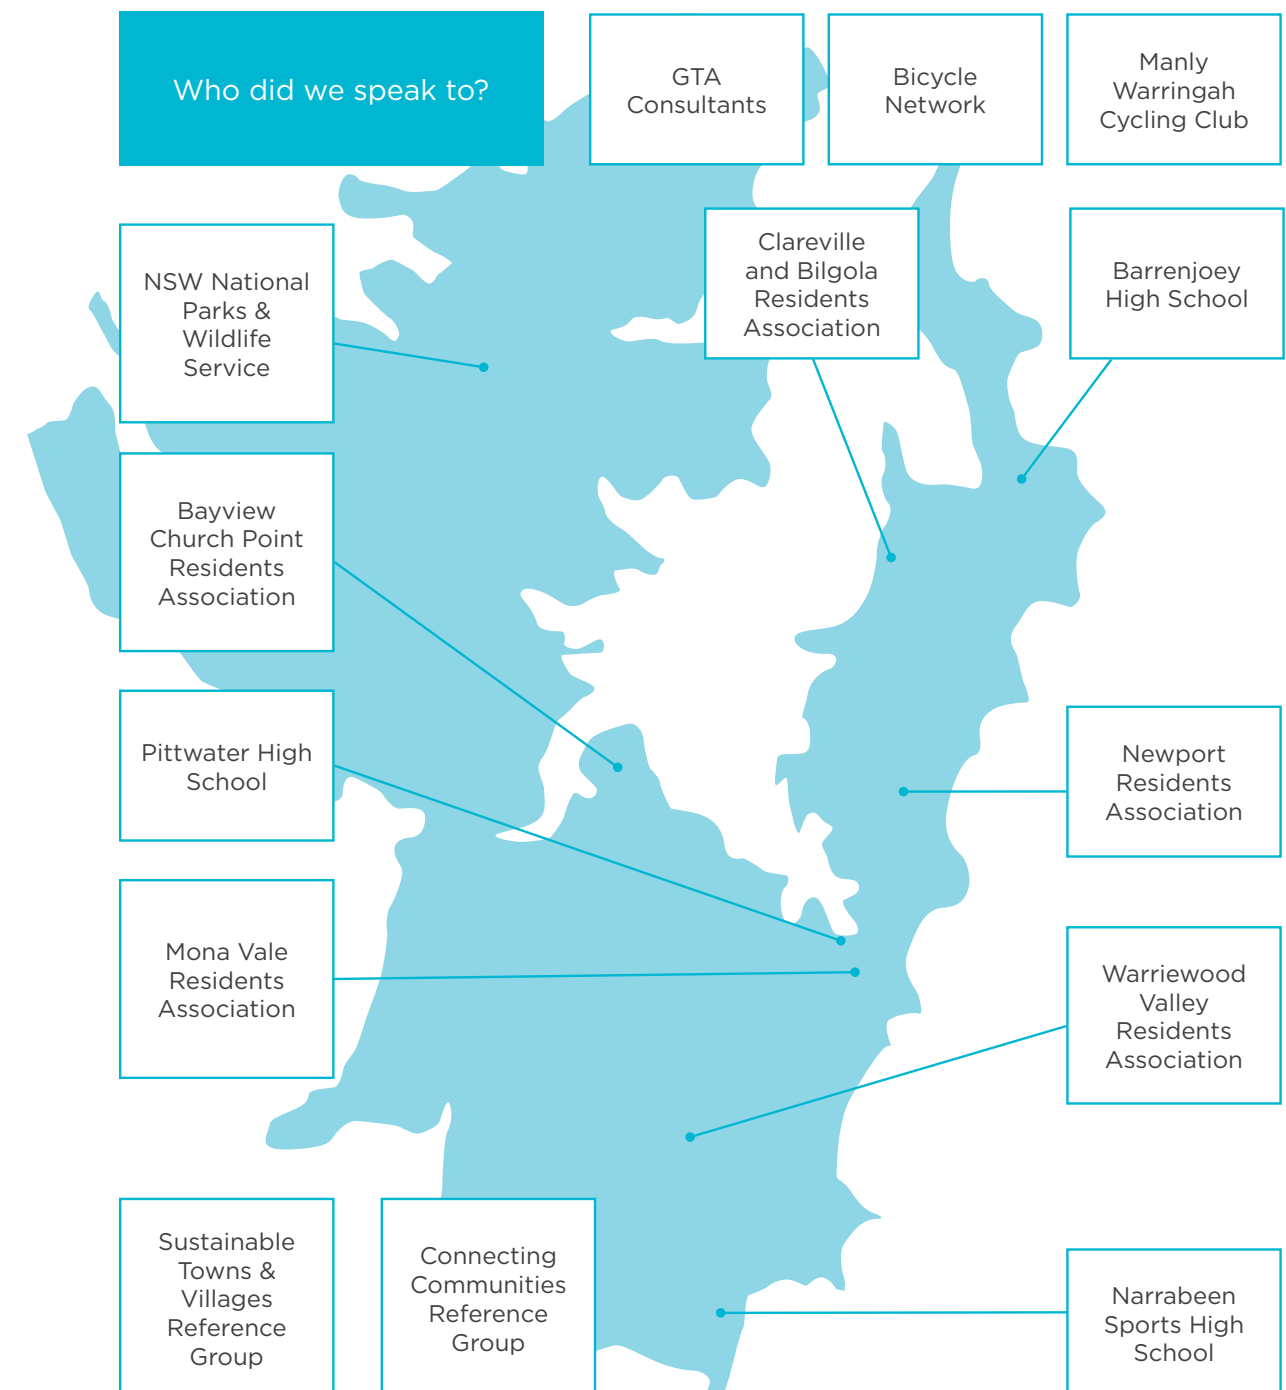 Who did we speak to?
GTA
Consultants
Bicycle
Network
Manly
Warringah
Cycling Club
NSW National
Parks &
Wildlife
Service
Clareville
and Bilgola
Residents
Association
Barrenjoey
High School
Bayview
Church Point
Residents
Association
Pittwater High
School
Newport
Residents
Association
Mona Vale
Residents
Association
Warriewood
Valley
Residents
Association
Sustainable
Towns &
Villages
Reference
Group
Connecting
Communities
Reference
Group
Narrabeen
Sports High
School